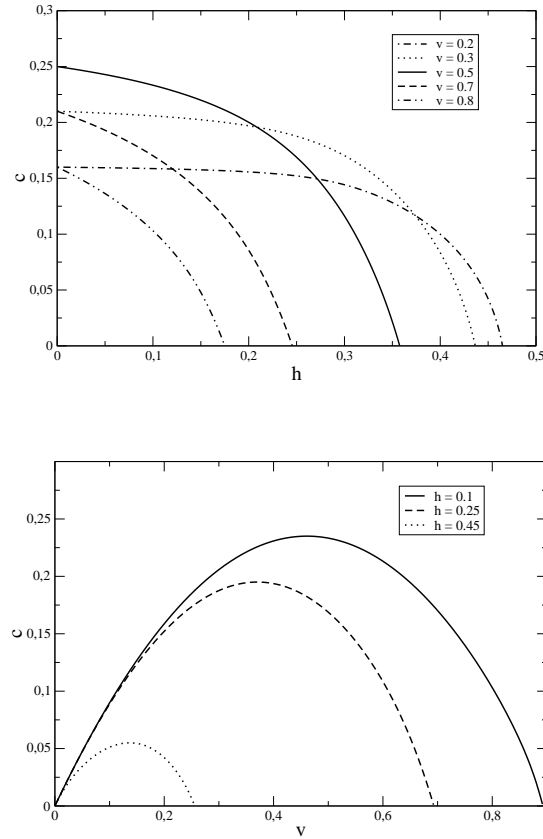 0,3
0,25
0,2
0,15
0,1
0,05
0
c
v = 0.2
v = 0.3
v = 0.5
v = 0.7
v = 0.8
0 0,1 0,2 0,3 0,4 0,5
h
0,25
0,2
0,15
0,1
0,05
0
c
h = 0.1
h = 0.25
h = 0.45
0 0,2 0,4 0,6 0,8
v